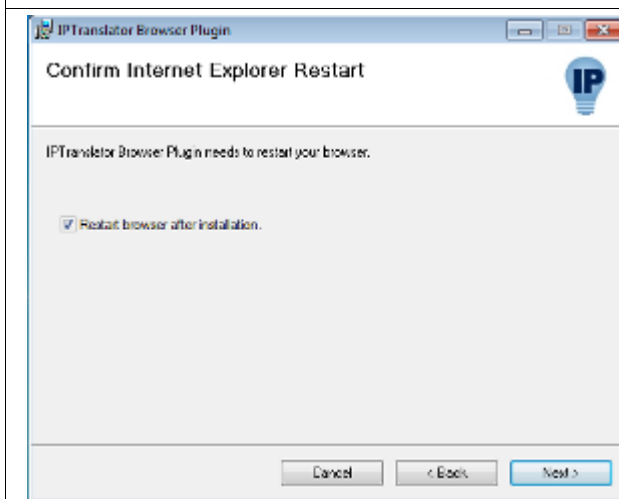 IPTranslator Browser Plugin
Confirm Internet Explorer Restart
IP
IPTranslator Browser Plugin needs to restart your browser.
Restart browser after installation.
Cancel
< Back
Next >